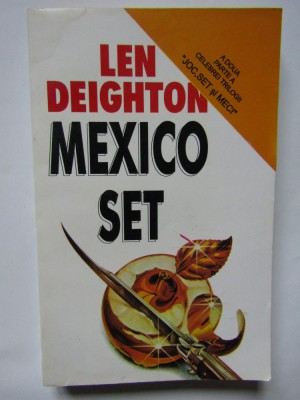 LEN
DEIGHTON
A DOUA
PARTE A
CELEBREI TRILOGII
"JOC, SET şi MECI"
MEXICO
SET